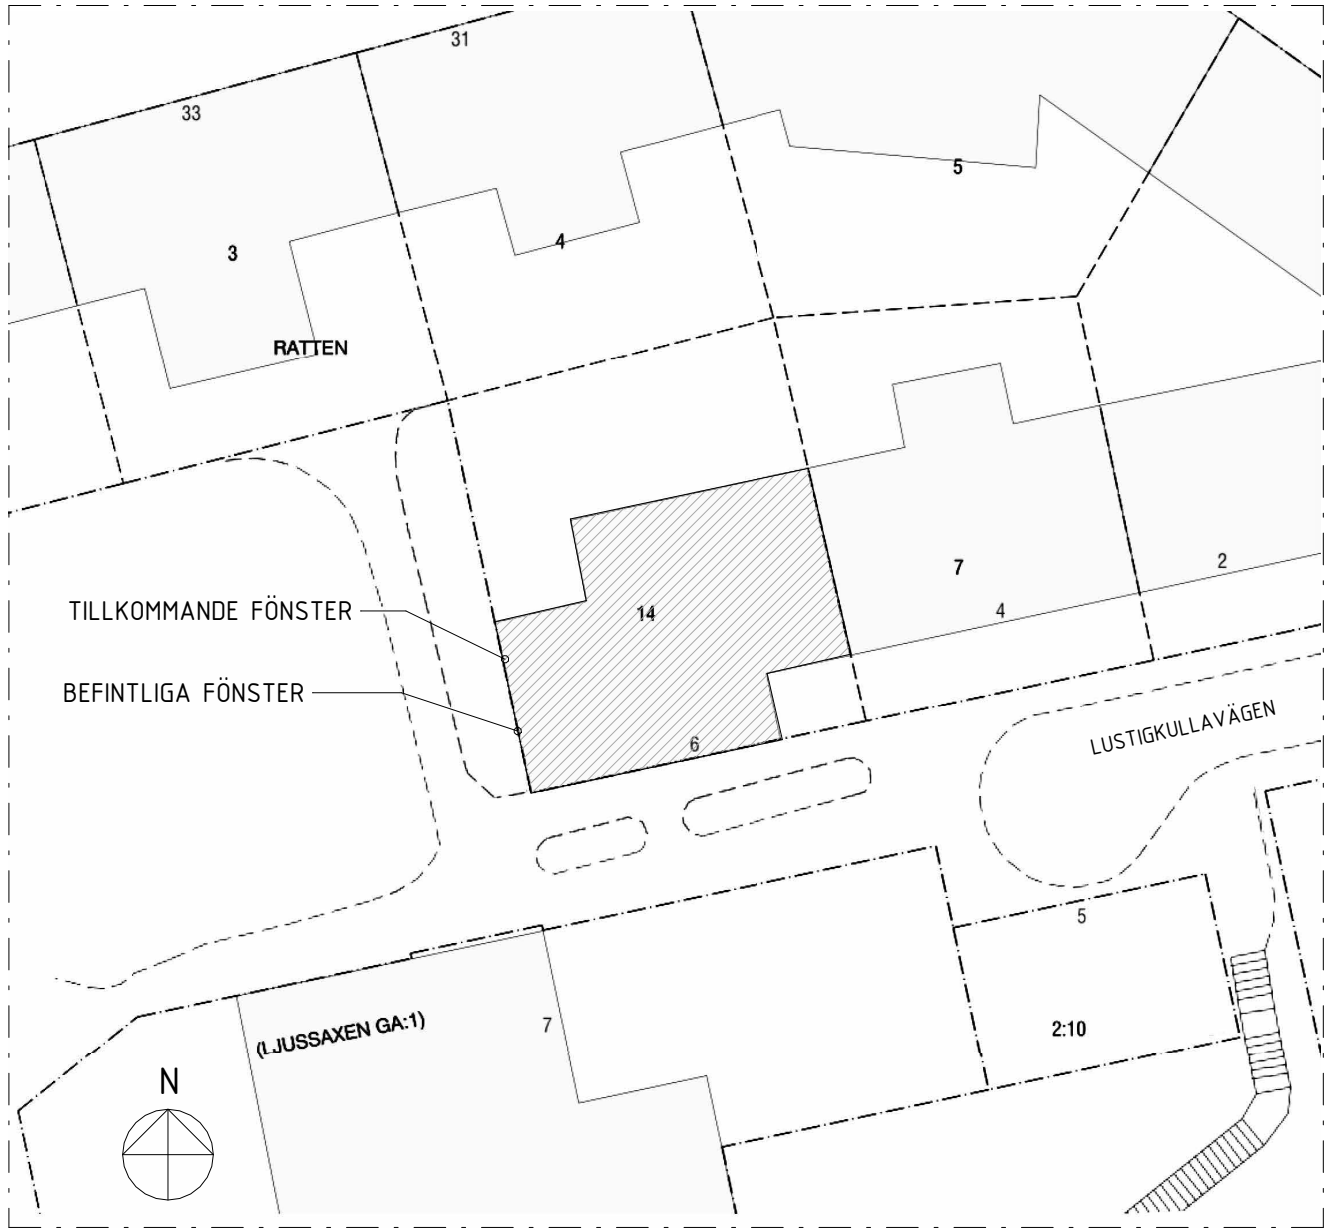 31
33
5
4
3
RATTEN
2
7
4
14
TILLKOMMANDE FÖNSTER
BEFINTLIGA FÖNSTER
6
LUSTIGKULLAVÄGEN
5
7
(LJUSSAXEN GA:1)
2:10
N